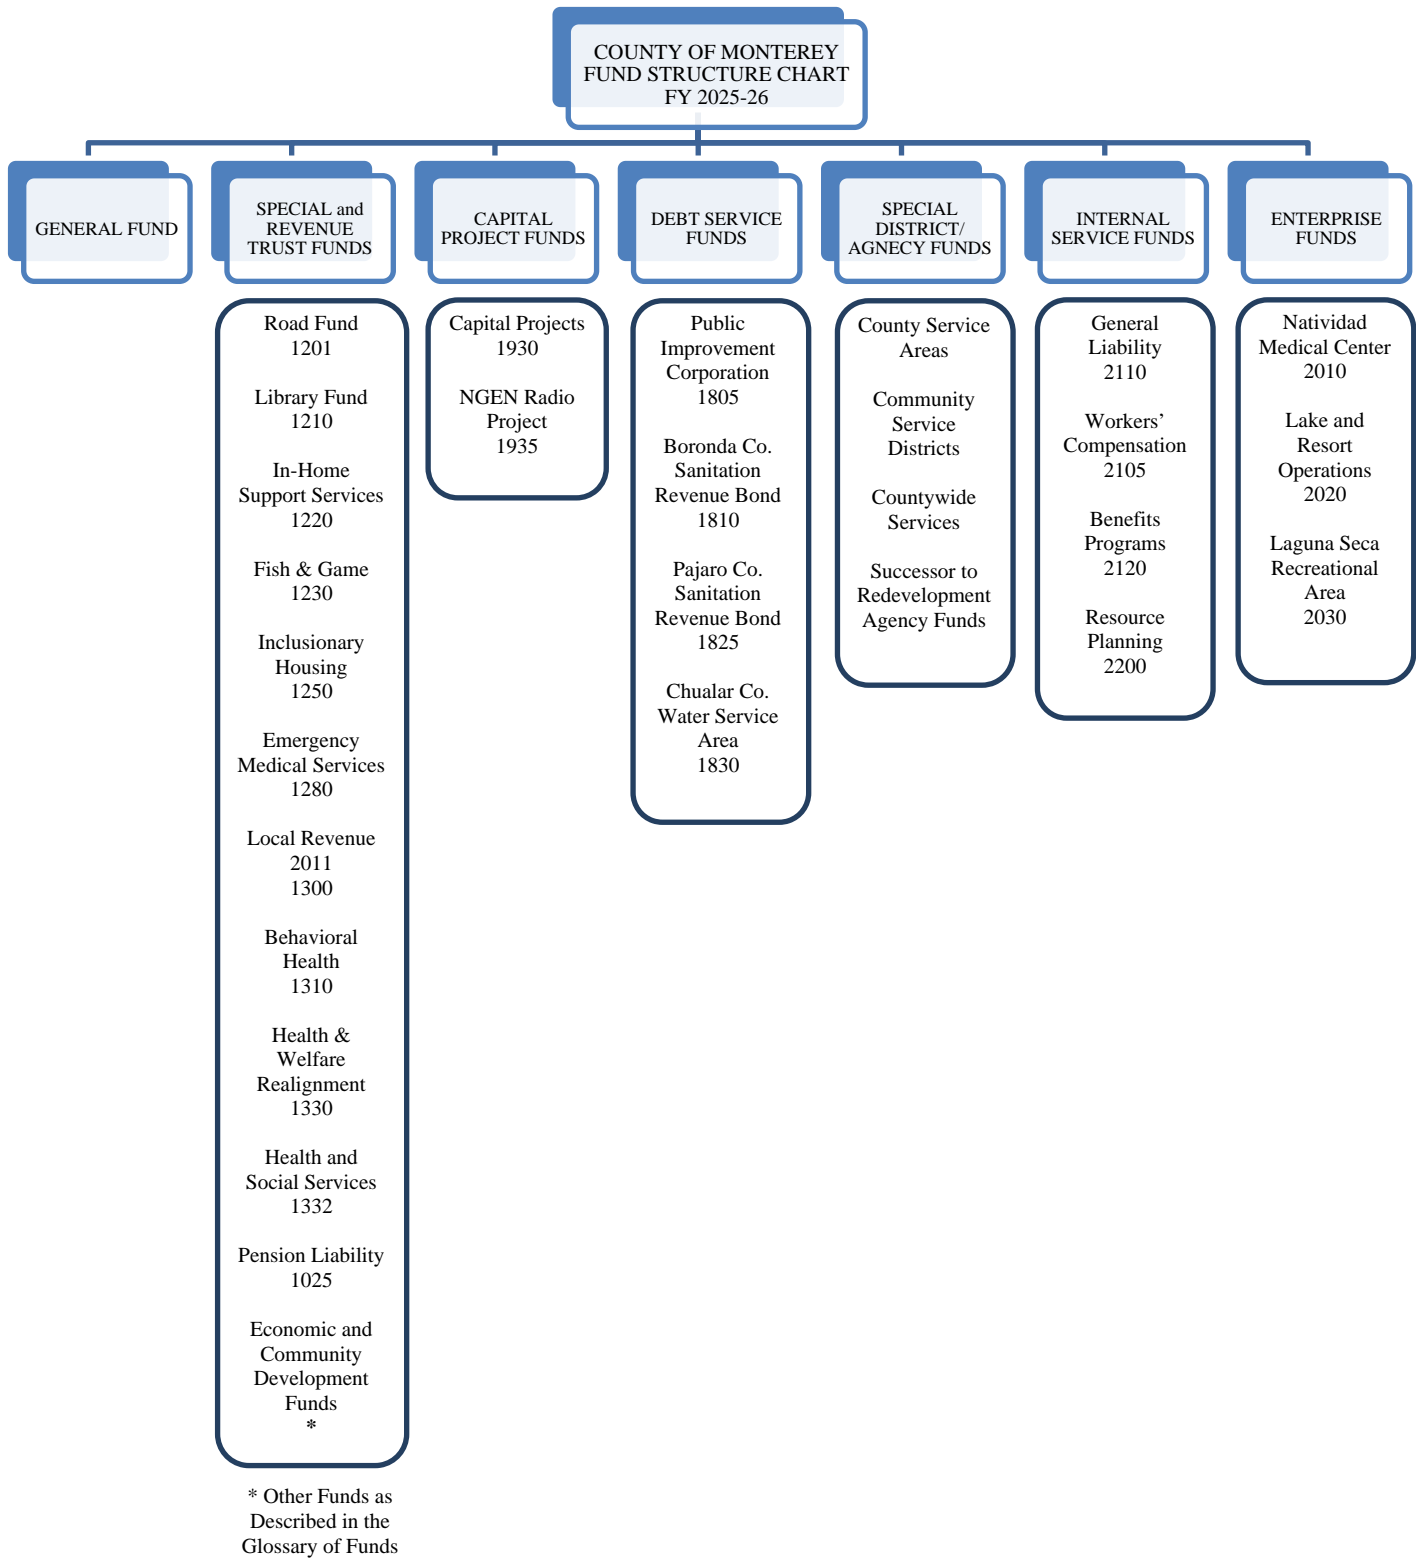 COUNTY OF MONTEREY
FUND STRUCTURE CHART
FY 2025-26
GENERAL FUND
SPECIAL and
REVENUE
TRUST FUNDS
CAPITAL
PROJECT FUNDS
DEBT SERVICE
FUNDS
SPECIAL
DISTRICT/
AGNECY FUNDS
INTERNAL
SERVICE FUNDS
ENTERPRISE
FUNDS
Road Fund
1201
Library Fund
1210
In-Home
Support Services
1220
Fish & Game
1230
Inclusionary
Housing
1250
Emergency
Medical Services
1280
Local Revenue
2011
1300
Behavioral
Health
1310
Health &
Welfare
Realignment
1330
Health and
Social Services
1332
Pension Liability
1025
Economic and
Community
Development
Funds
*
* Other Funds as
Described in the
Glossary of Funds
Capital Projects
1930
NGEN Radio
Project
1935
Public
Improvement
Corporation
1805
Boronda Co.
Sanitation
Revenue Bond
1810
Pajaro Co.
Sanitation
Revenue Bond
1825
Chualar Co.
Water Service
Area
1830
County Service
Areas
Community
Service
Districts
Countywide
Services
Successor to
Redevelopment
Agency Funds
General
Liability
2110
Workers’
Compensation
2105
Benefits
Programs
2120
Resource
Planning
2200
Natividad
Medical Center
2010
Lake and
Resort
Operations
2020
Laguna Seca
Recreational
Area
2030